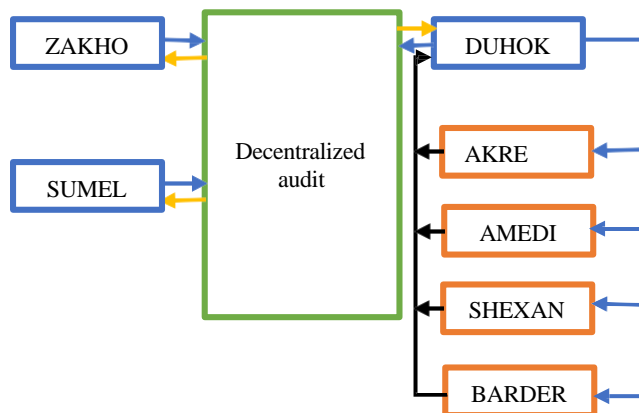 ZAKHO
DUHOK
Decentralized
audit
AKRE
SUMEL
AMEDI
SHEXAN
BARDER